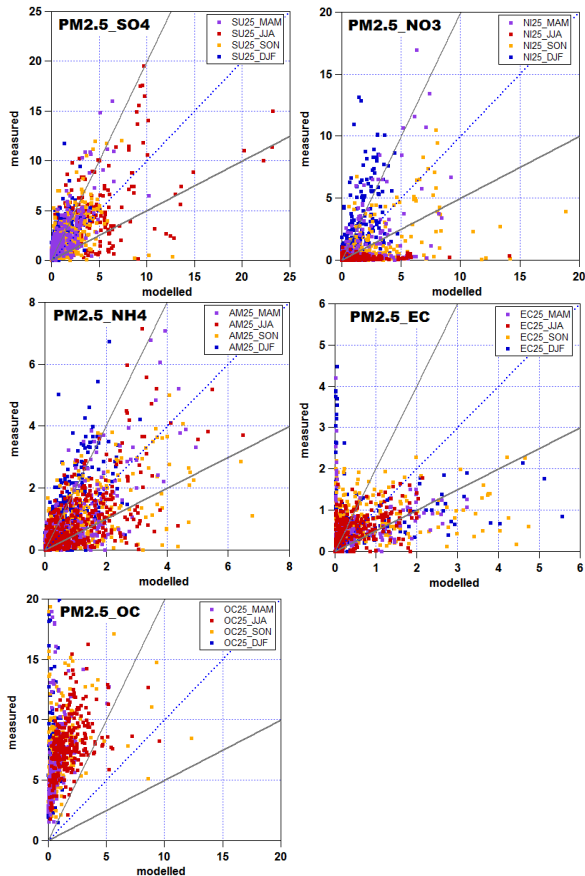 PM2.5_SO4
SU25_MAM
SU25_JJA
SU25_SON
SU25_DJF
measured
25
20
15
10
5
0
0 5 10 15 20 25
modelled
PM2.5_NO3
NI25_MAM
NI25_JJA
NI25_SON
NI25_DJF
measured
20
15
10
5
0
0 5 10 15 20
modelled
PM2.5_NH4
AM25_MAM
AM25_JJA
AM25_SON
AM25_DJF
measured
8
6
4
2
0
0 2 4 6 8
modelled
PM2.5_EC
EC25_MAM
EC25_JJA
EC25_SON
EC25_DJF
measured
6
5
4
3
2
1
0
0 1 2 3 4 5 6
modelled
PM2.5_OC
OC25_MAM
OC25_JJA
OC25_SON
OC25_DJF
measured
20
15
10
5
0
0 5 10 15 20
modelled